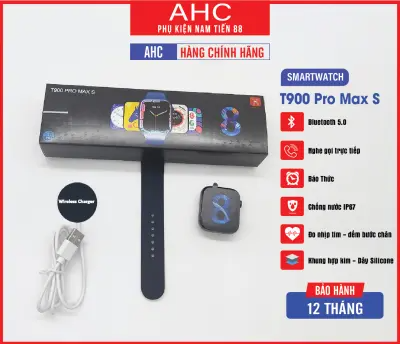 AHC
PHỤ KIỆN NAM TIẾN 88
AHC
HÀNG CHÍNH HÃNG
SMARTWATCH
T900 Pro Max S
Bluetooth 5.0
Nghe gọi trực tiếp
Báo Thức
Chống nước IP67
Đo nhịp tim - đếm bước chân
Khung hợp kim - Dây Silicone
BẢO HÀNH
12 THÁNG
T900 PRO MAX S
Wireless Charger